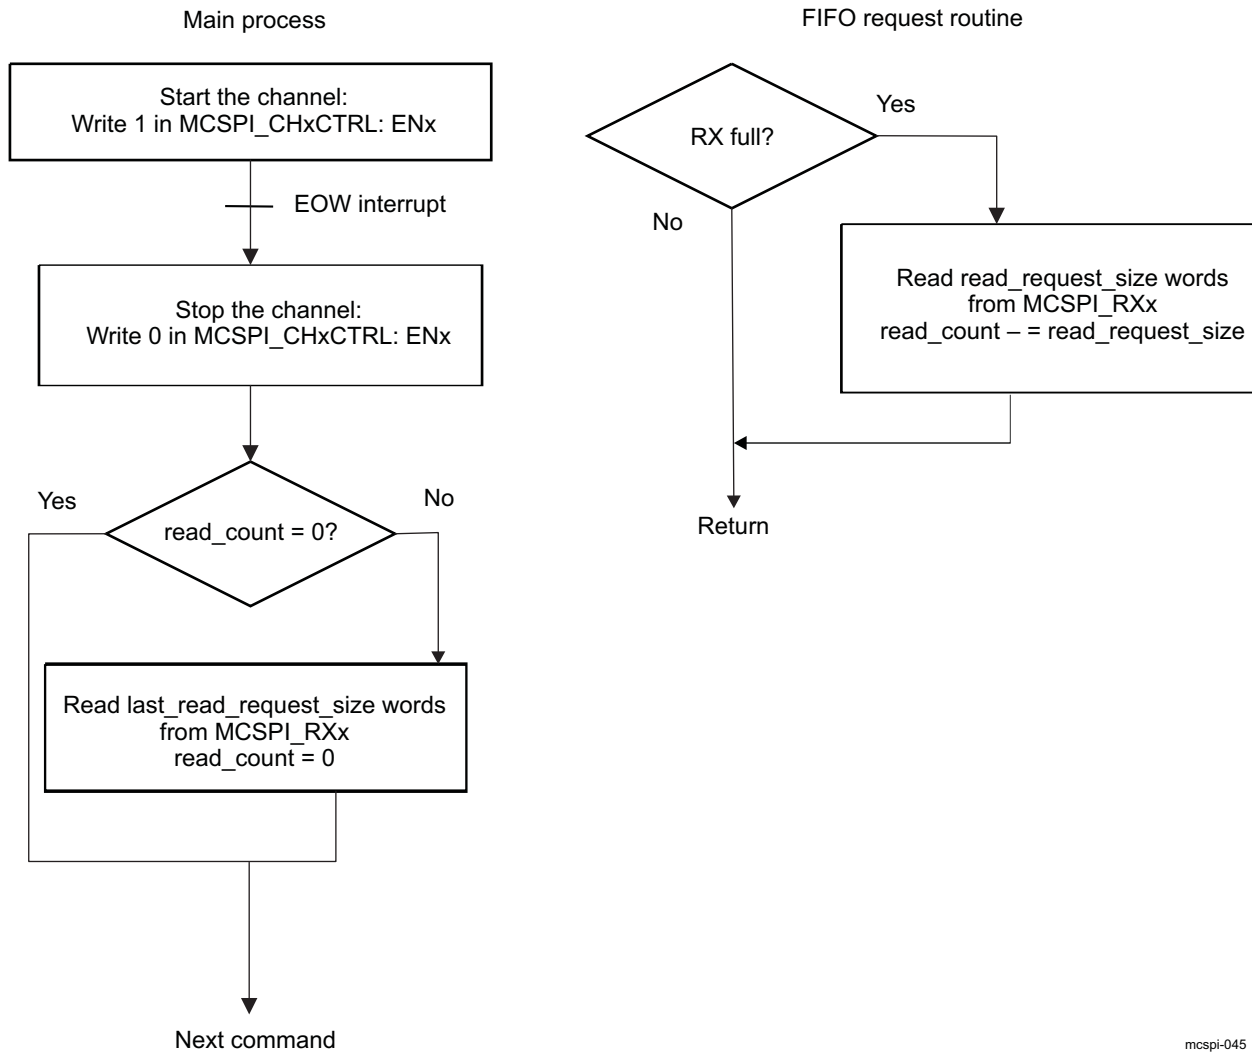 Main process
Start the channel:
Write 1 in MCSPI_CHxCTRL: ENx
EOW interrupt
Stop the channel:
Write 0 in MCSPI_CHxCTRL: ENx
read_count = 0?
Yes
No
Read last_read_request_size words
from MCSPI_RXx
read_count = 0
Next command
FIFO request routine
RX full?
Yes
No
Read read_request_size words
from MCSPI_RXx
read_count – = read_request_size
Return
mcspi-045